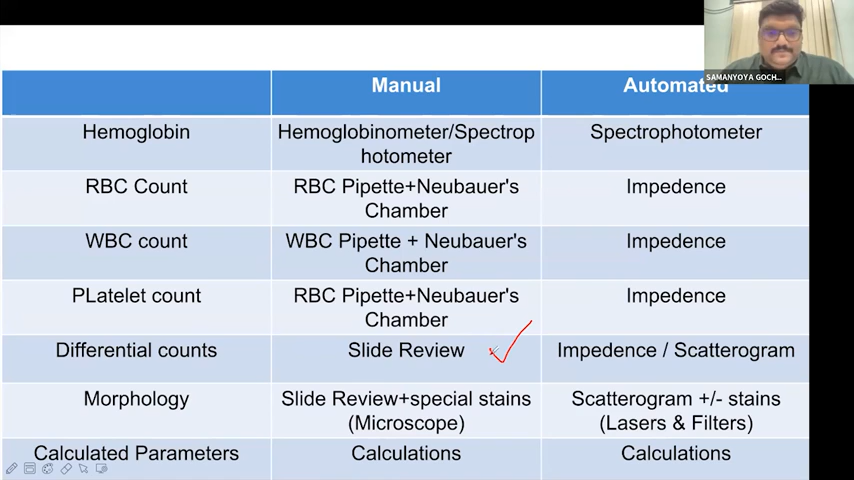 SAMANYOYA GOCH...
Manual Automated
Hemoglobin Hemoglobinometer/Spectrop Spectrophotometer
hotometer
RBC Count RBC Pipette+Neubauer's Impedence
Chamber
WBC count WBC Pipette + Neubauer's Impedence
Chamber
PLatelet count RBC Pipette+Neubauer's Impedence
Chamber
Differential counts Slide Review Impedence / Scatterogram
Morphology Slide Review+special stains Scatterogram +/- stains
(Microscope) (Lasers & Filters)
Calculated Parameters Calculations Calculations